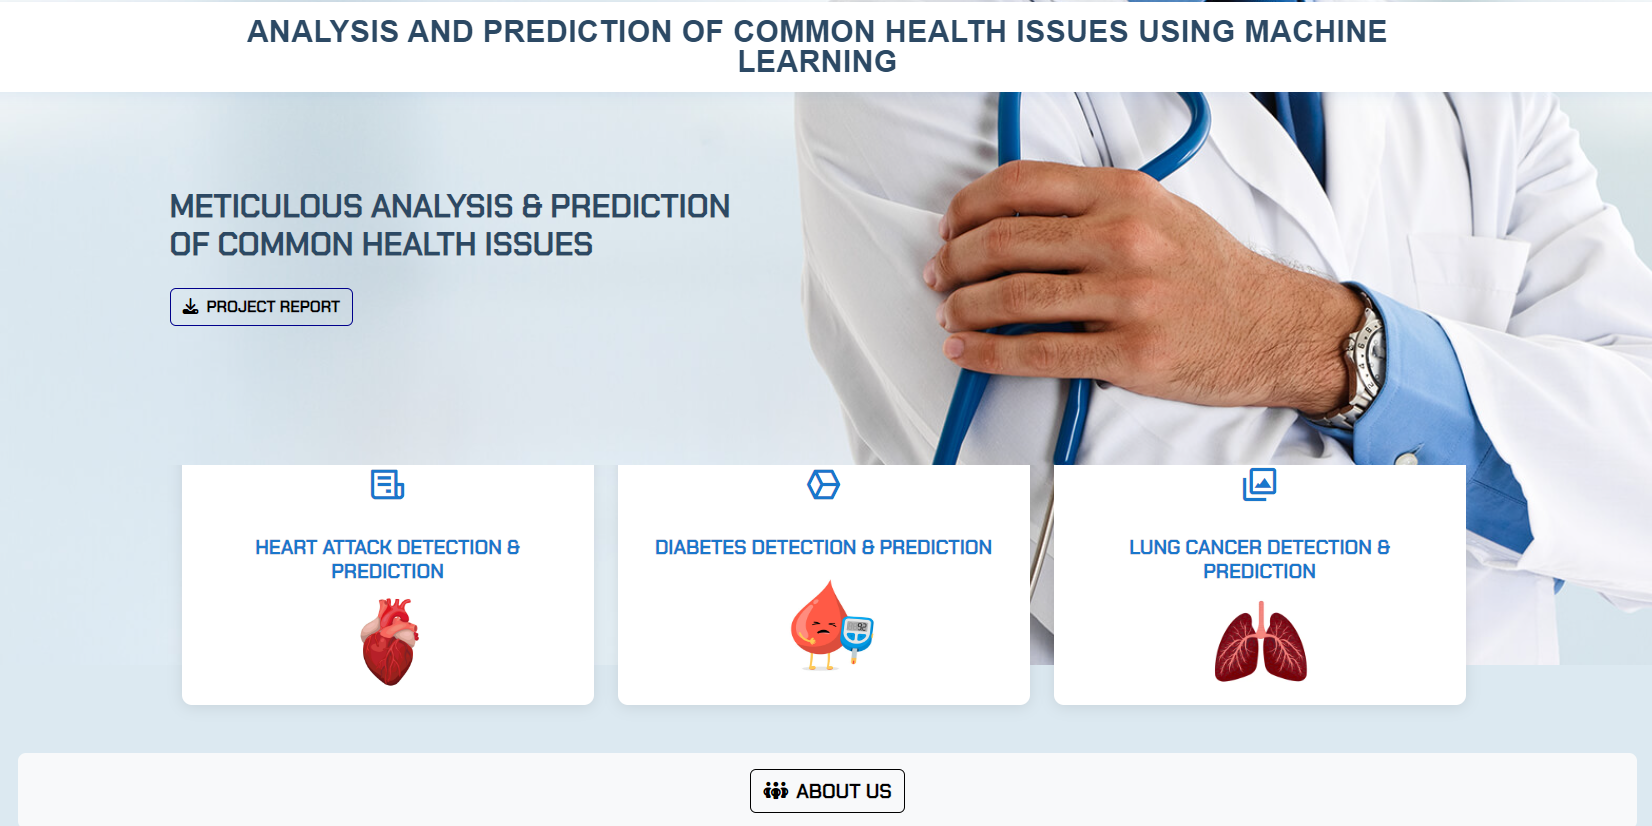 ANALYSIS AND PREDICTION OF COMMON HEALTH ISSUES USING MACHINE
LEARNING
METICULOUS ANALYSIS & PREDICTION
OF COMMON HEALTH ISSUES
PROJECT REPORT
HEART ATTACK DETECTION &
PREDICTION
DIABETES DETECTION & PREDICTION
92
LUNG CANCER DETECTION &
PREDICTION
ABOUT US